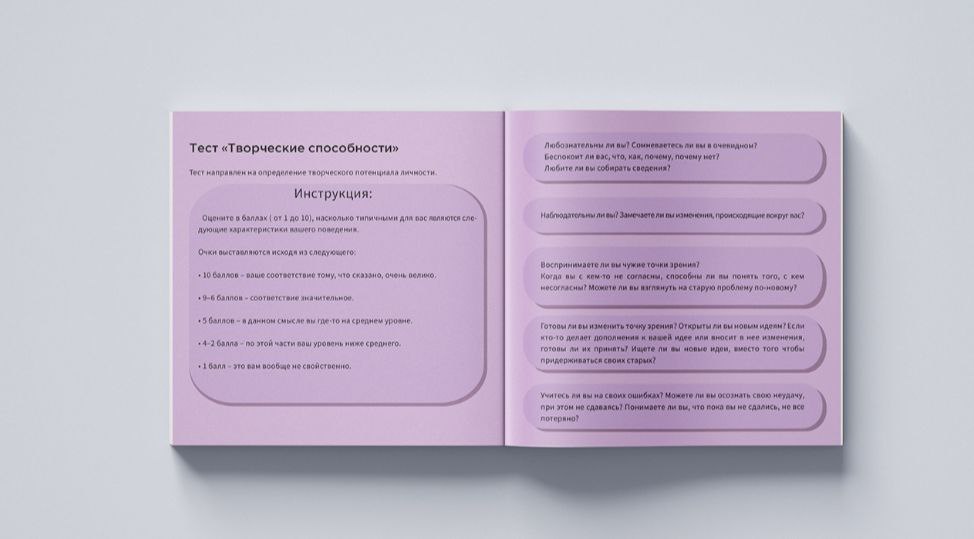 Тест «Творческие способности»
Тест направлен на определение творческого потенциала личности.
Инструкция:
Оцените в баллах ( от 1 до 10), насколько типичными для вас являются сле-
дующие характеристики вашего поведения.
Очки выставляются исходя из следующего:
• 10 баллов – ваше соответствие тому, что сказано, очень велико.
• 9–6 баллов – соответствие значительное.
• 5 баллов – в данном смысле вы где-то на среднем уровне.
• 4–2 балла – по этой части ваш уровень ниже среднего.
• 1 балл – это вам вообще не свойственно.
Любознательны ли вы? Сомневаетесь ли вы в очевидном?
Беспокоит ли вас, что, как, почему, почему нет?
Любите ли вы собирать сведения?
Наблюдательны ли вы? Замечаете ли вы изменения, происходящие вокруг вас?
Воспринимаете ли вы чужие точки зрения?
Когда вы с кем-то не согласны, способны ли вы понять того, с кем
несогласны? Можете ли вы взглянуть на старую проблему по-новому?
Готовы ли вы изменить точку зрения? Открыты ли вы новым идеям? Если
кто-то делает дополнения к вашей идее или вносит в нее изменения,
готовы ли их принять? Ищете ли вы новые идеи, вместо того чтобы
придерживаться своих старых?
Учитесь ли вы на своих ошибках? Можете ли вы осознать свою неудачу,
при этом не сдаваясь? Понимаете ли вы, что пока вы не сдались, не все
потеряно?